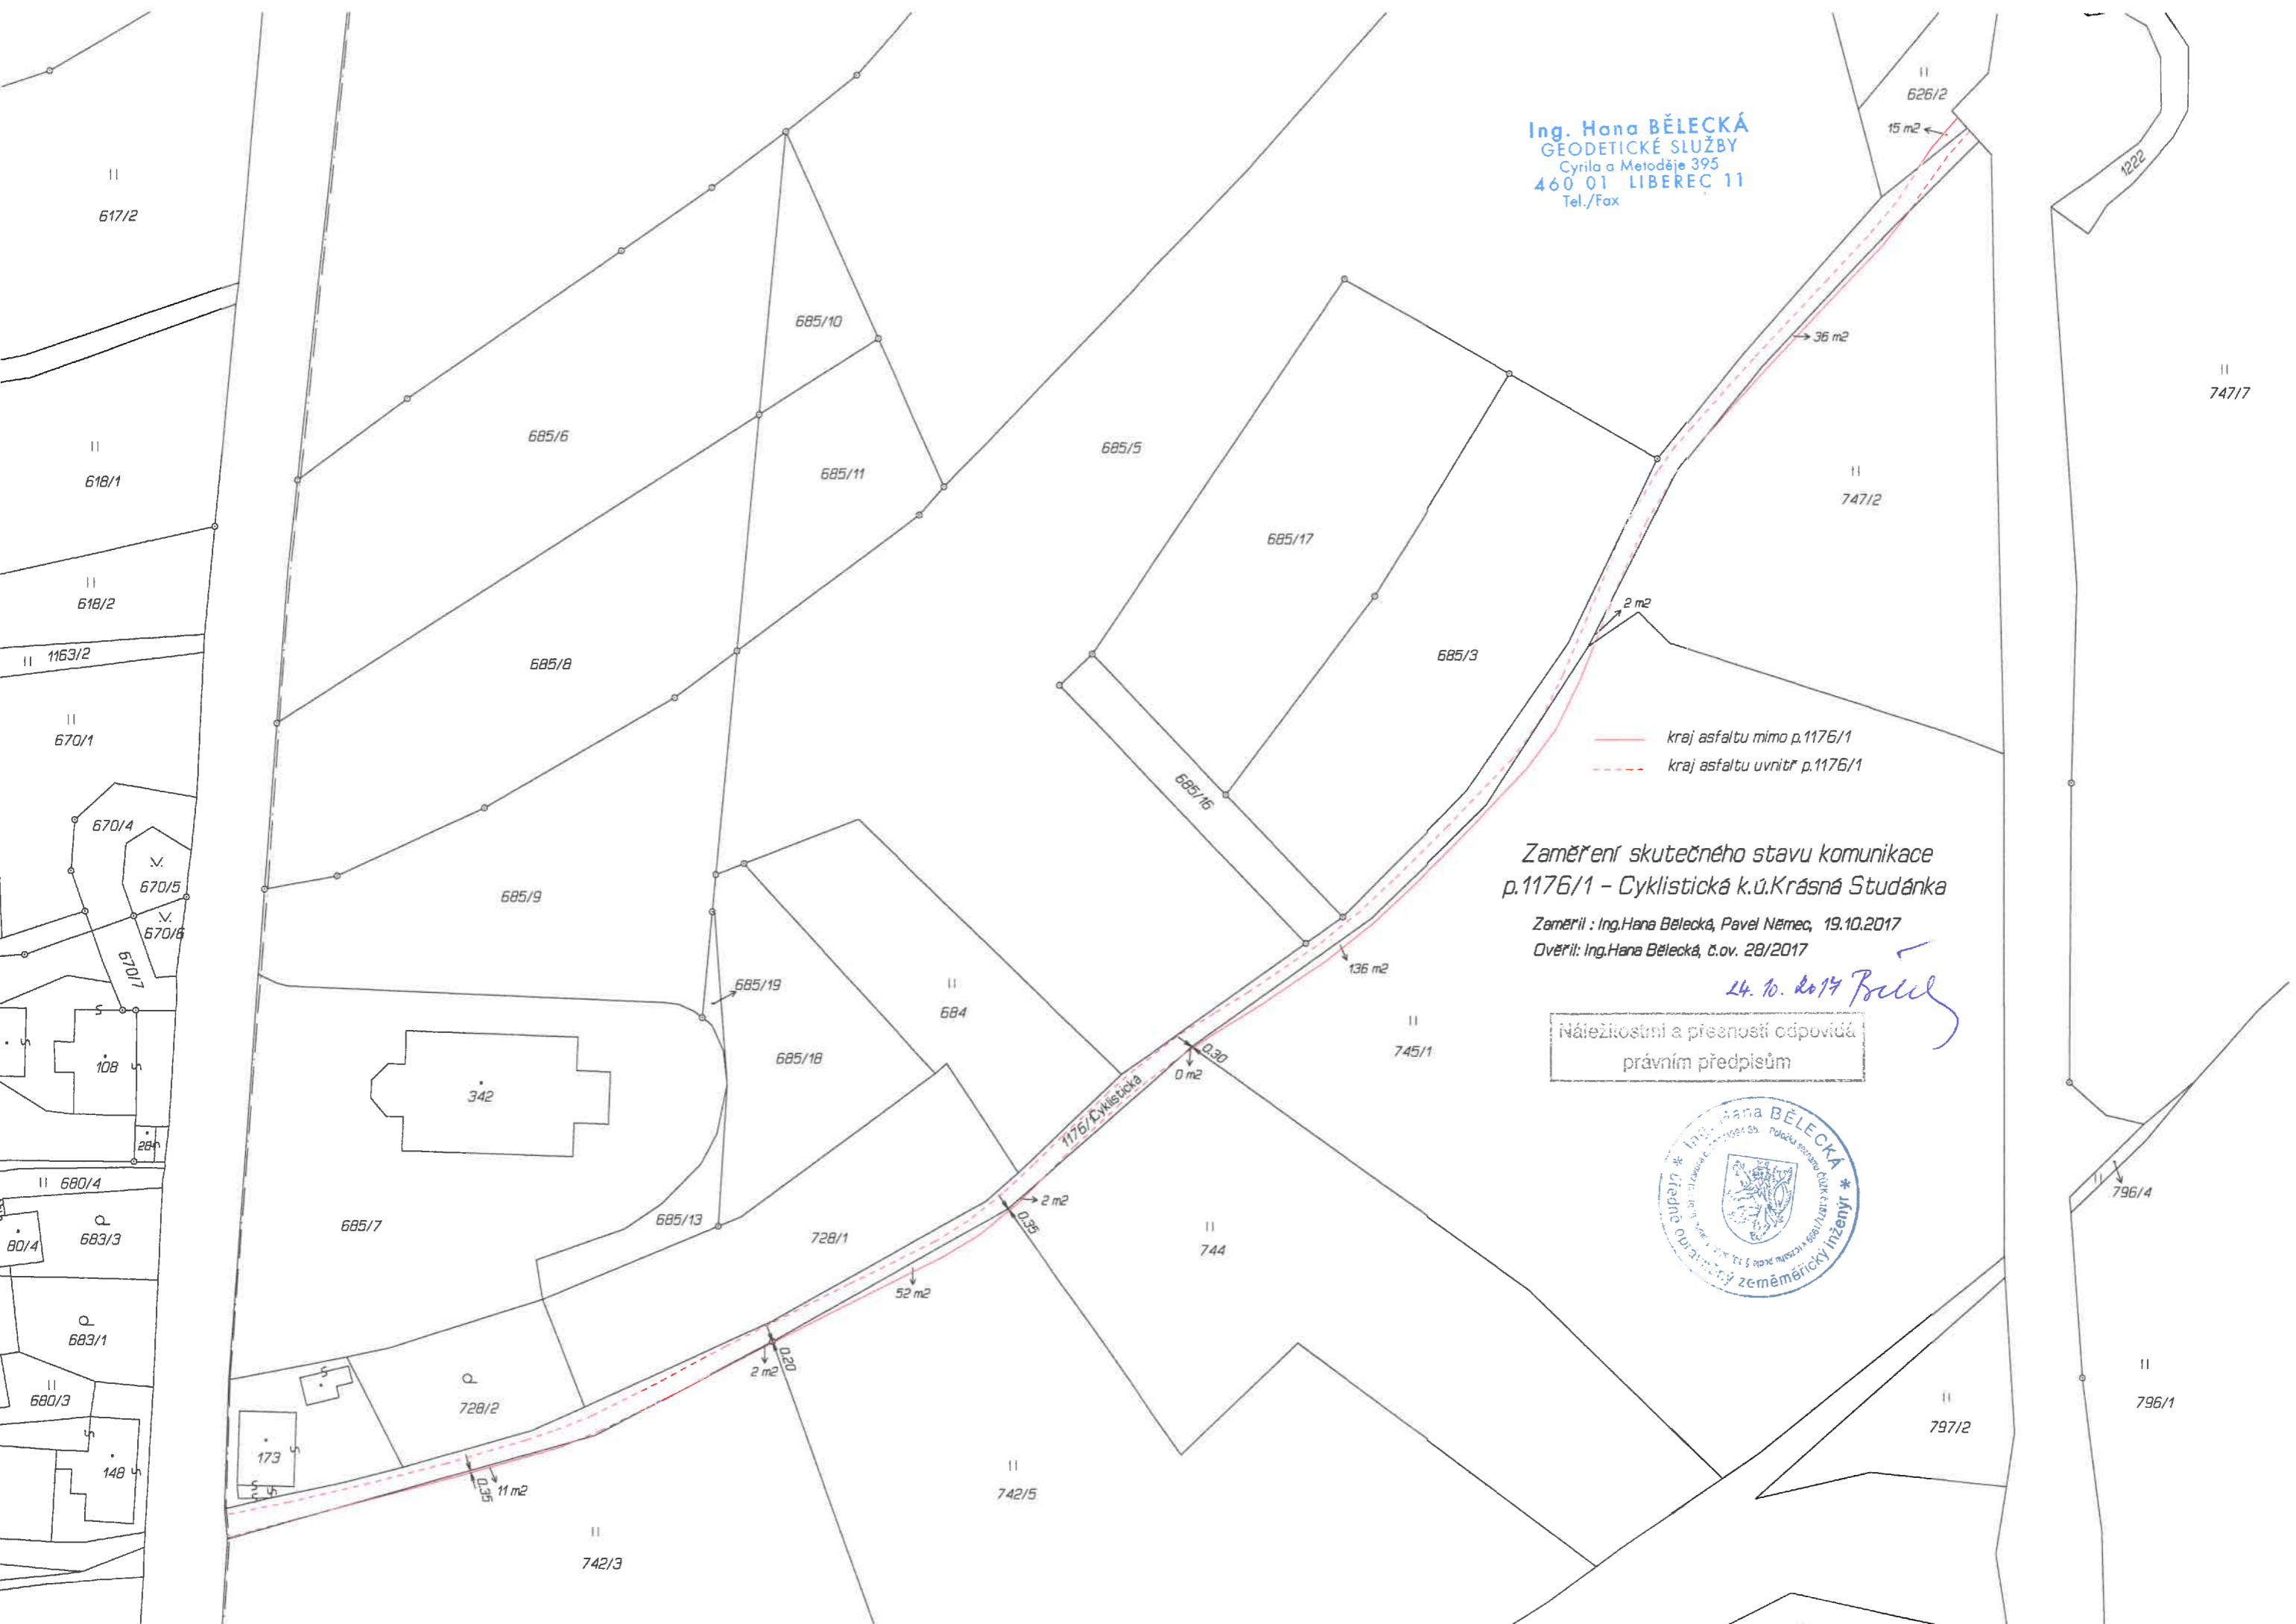 Ing. Hana BĚLECKÁ
GEODETICKÉ SLUŽBY
Cyrila a Metoděje 395
460 01 LIBEREC 11
Tel./Fax
626/2
15 m2
1222
617/2
685/10
36 m2
747/7
685/6
685/5
618/1
685/11
747/2
685/17
618/2
2 m2
1163/2
685/8
685/3
670/1
kraj asfaltu mimo p.1176/1
kraj asfaltu uvnitř p.1176/1
685/16
670/4
670/5
685/9
670/6
670/7
Zaměření skutečného stavu komunikace
p.1176/1 – Cyklistická k.ú.Krásná Studánka
Zaměřil : Ing.Hana Bělecká, Pavel Němec, 19.10.2017
Ověřil: Ing.Hana Bělecká, č.ov. 28/2017
24. 10. 2017
Náležitostmi a přesností odpovídá
právním předpisům
136 m2
685/19
684
685/18
745/1
0.30
0 m2
108
342
1176/1 Cyklistická
Ing. Hana BĚLECKÁ
zeměměřický inženýr
680/4
796/4
2 m2
0.35
685/7
685/13
728/1
744
80/4
683/3
52 m2
683/1
0.20
2 m2
680/3
728/2
796/1
797/2
173
148
0.35
11 m2
742/5
742/3